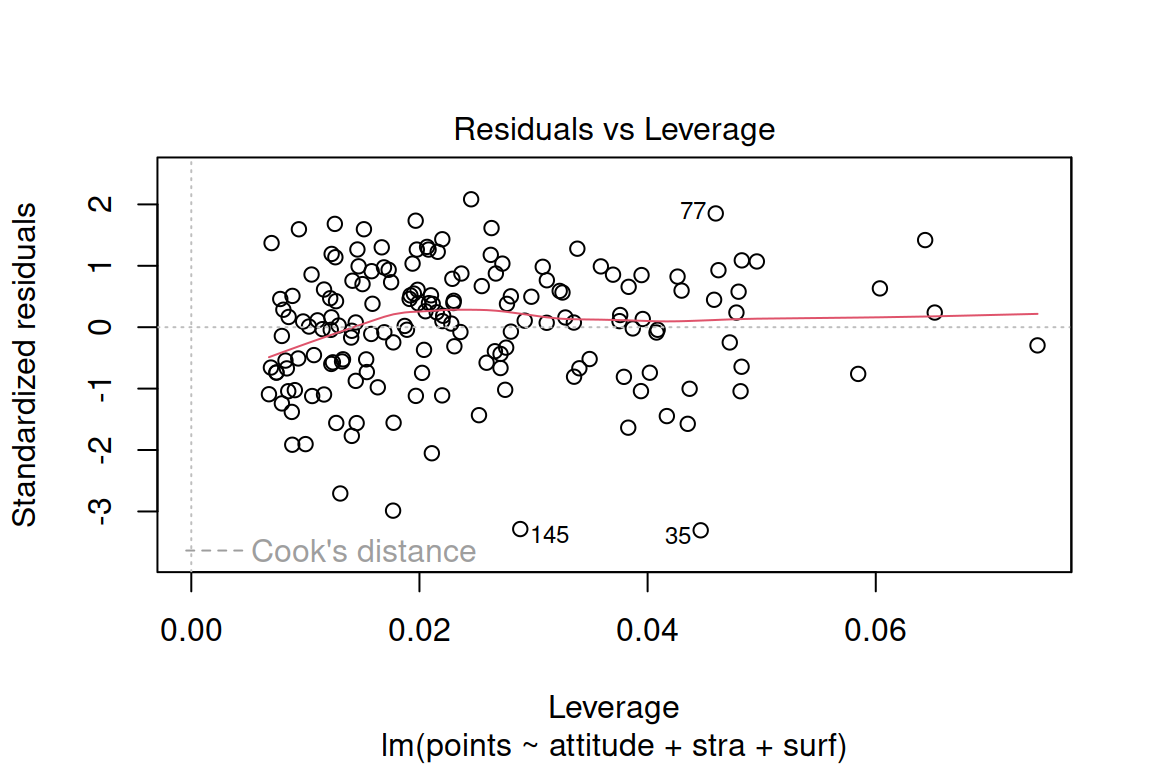 Residuals vs Leverage
Standardized residuals
2
1
0
-1
-2
-3
77
145
35
Cook's distance
0.00 0.02 0.04 0.06
Leverage
lm(points ~ attitude + stra + surf)